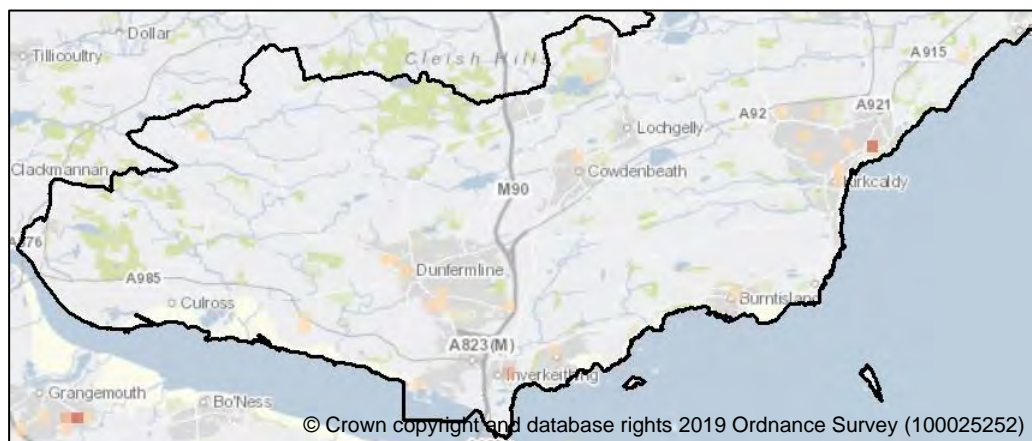 Dollar
Tillicoultry
Cleish Hills
A915
A92
A921
Lochgelly
Clackmannan
Cowdenbeath
M90
Kirkcaldy
A876
Dunfermline
A985
Culross
Burntisland
A823(M)
Inverkeithing
Grangemouth
Bo'Ness
© Crown copyright and database rights 2019 Ordnance Survey (100025252)